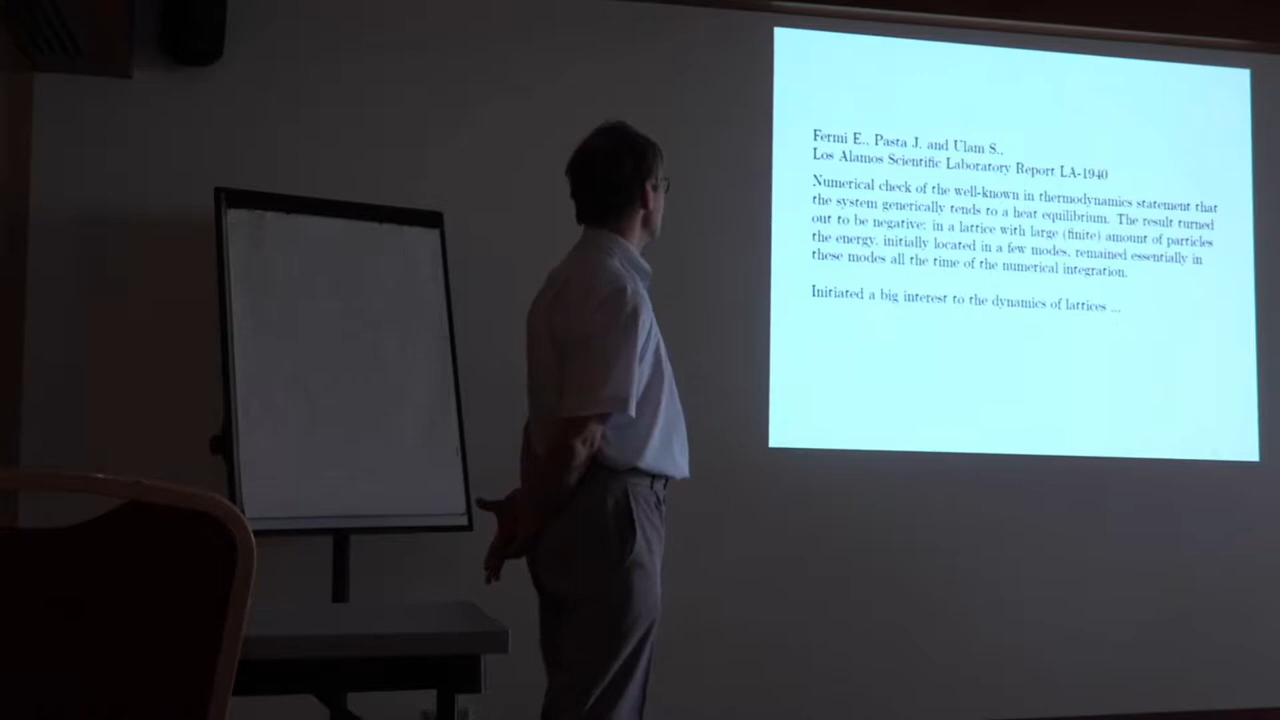 Fermi E., Pasta J. and Ulam S.,
Los Alamos Scientific Laboratory Report LA-1940
Numerical check of the well-known in thermodynamics statement that
the system generically tends to a heat equilibrium. The result turned
out to be negative: in a lattice with large (finite) amount of particles
the energy, initially located in a few modes, remained essentially in
these modes all the time of the numerical integration.
Initiated a big interest to the dynamics of lattices ...